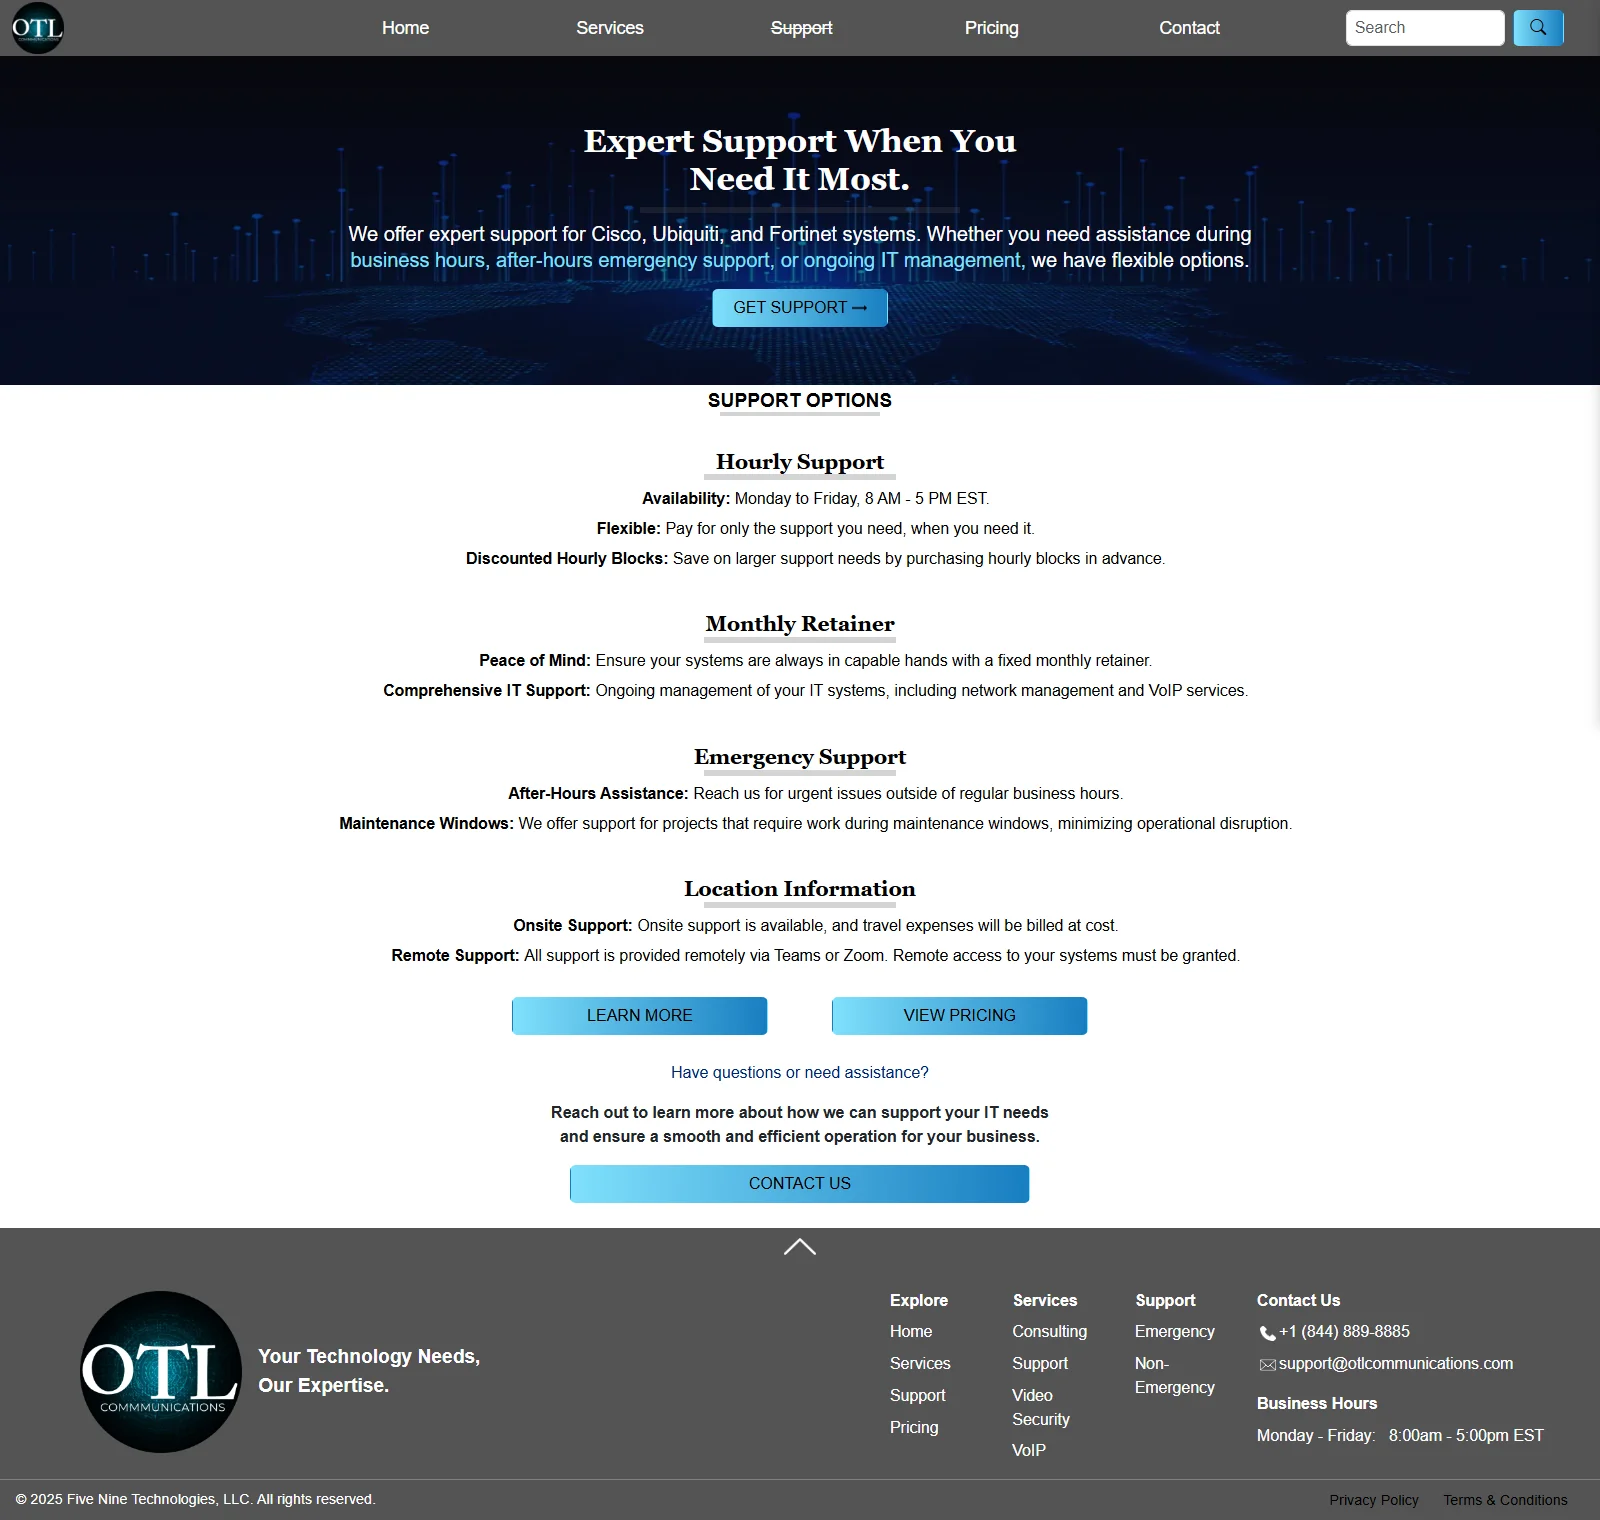 OTL
COMMMUNICATIONS
Home
Services
Support
Pricing
Contact
Search
Expert Support When You
Need It Most.
We offer expert support for Cisco, Ubiquiti, and Fortinet systems. Whether you need assistance during
business hours, after-hours emergency support, or ongoing IT management, we have flexible options.
GET SUPPORT →
SUPPORT OPTIONS
Hourly Support
Availability: Monday to Friday, 8 AM - 5 PM EST.
Flexible: Pay for only the support you need, when you need it.
Discounted Hourly Blocks: Save on larger support needs by purchasing hourly blocks in advance.
Monthly Retainer
Peace of Mind: Ensure your systems are always in capable hands with a fixed monthly retainer.
Comprehensive IT Support: Ongoing management of your IT systems, including network management and VoIP services.
Emergency Support
After-Hours Assistance: Reach us for urgent issues outside of regular business hours.
Maintenance Windows: We offer support for projects that require work during maintenance windows, minimizing operational disruption.
Location Information
Onsite Support: Onsite support is available, and travel expenses will be billed at cost.
Remote Support: All support is provided remotely via Teams or Zoom. Remote access to your systems must be granted.
LEARN MORE
VIEW PRICING
Have questions or need assistance?
Reach out to learn more about how we can support your IT needs
and ensure a smooth and efficient operation for your business.
CONTACT US
OTL
COMMMUNICATIONS
Your Technology Needs,
Our Expertise.
Explore
Home
Services
Support
Pricing
Services
Consulting
Support
Video
Security
VoIP
Support
Emergency
Non-
Emergency
Contact Us
+1 (844) 889-8885
support@otlcommunications.com
Business Hours
Monday - Friday: 8:00am - 5:00pm EST
© 2025 Five Nine Technologies, LLC. All rights reserved.
Privacy Policy
Terms & Conditions